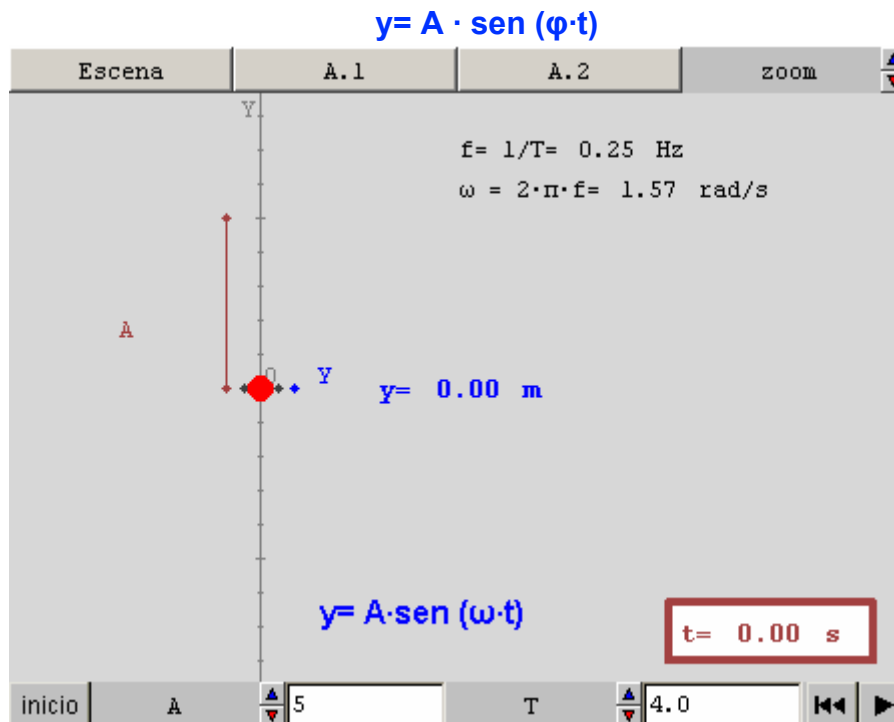 y= A · sen (φ·t)
Escena A.1 A.2 zoom
Y
f= 1/T= 0.25 Hz
ω = 2·π·f= 1.57 rad/s
A
O Y y= 0.00 m
y= A·sen (ω·t)
t= 0.00 s
inicio A 5 T 4.0